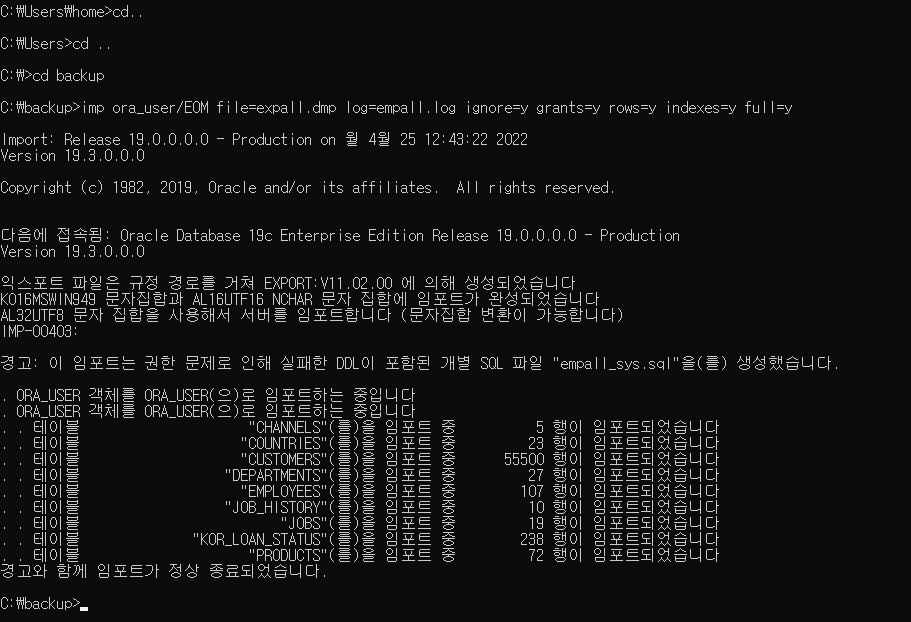 C:₩Users₩home>cd..
C:₩Users>cd ..
C:₩>cd backup
C:₩backup>imp ora_user/EOM file=expall.dmp log=empall.log ignore=y grants=y rows=y indexes=y full=y
Import: Release 19.0.0.0.0 - Production on 월 4월 25 12:43:22 2022
Version 19.3.0.0.0
Copyright (c) 1982, 2019, Oracle and/or its affiliates.  All rights reserved.
다음에 접속됨: Oracle Database 19c Enterprise Edition Release 19.0.0.0.0 - Production
Version 19.3.0.0.0
익스포트 파일은 규정 경로를 거쳐 EXPORT:V11.02.00 에 의해 생성되었습니다
KO16MSWIN949 문자집합과 AL16UTF16 NCHAR 문자 집합에 임포트가 완성되었습니다
AL32UTF8 문자 집합을 사용해서 서버를 임포트합니다 (문자집합 변환이 가능합니다)
IMP-00403:
경고: 이 임포트는 권한 문제로 인해 실패한 DDL이 포함된 개별 SQL 파일 "empall_sys.sql"을(를) 생성했습니다.
. ORA_USER 객체를 ORA_USER(으)로 임포트하는 중입니다
. ORA_USER 객체를 ORA_USER(으)로 임포트하는 중입니다
. . 테이블 "CHANNELS"(를)을 임포트 중 5 행이 임포트되었습니다
. . 테이블 "COUNTRIES"(를)을 임포트 중 23 행이 임포트되었습니다
. . 테이블 "CUSTOMERS"(를)을 임포트 중 55500 행이 임포트되었습니다
. . 테이블 "DEPARTMENTS"(를)을 임포트 중 27 행이 임포트되었습니다
. . 테이블 "EMPLOYEES"(를)을 임포트 중 107 행이 임포트되었습니다
. . 테이블 "JOB_HISTORY"(를)을 임포트 중 10 행이 임포트되었습니다
. . 테이블 "JOBS"(를)을 임포트 중 19 행이 임포트되었습니다
. . 테이블 "KOR_LOAN_STATUS"(를)을 임포트 중 238 행이 임포트되었습니다
. . 테이블 "PRODUCTS"(를)을 임포트 중 72 행이 임포트되었습니다
경고와 함께 임포트가 정상 종료되었습니다.
C:₩backup>